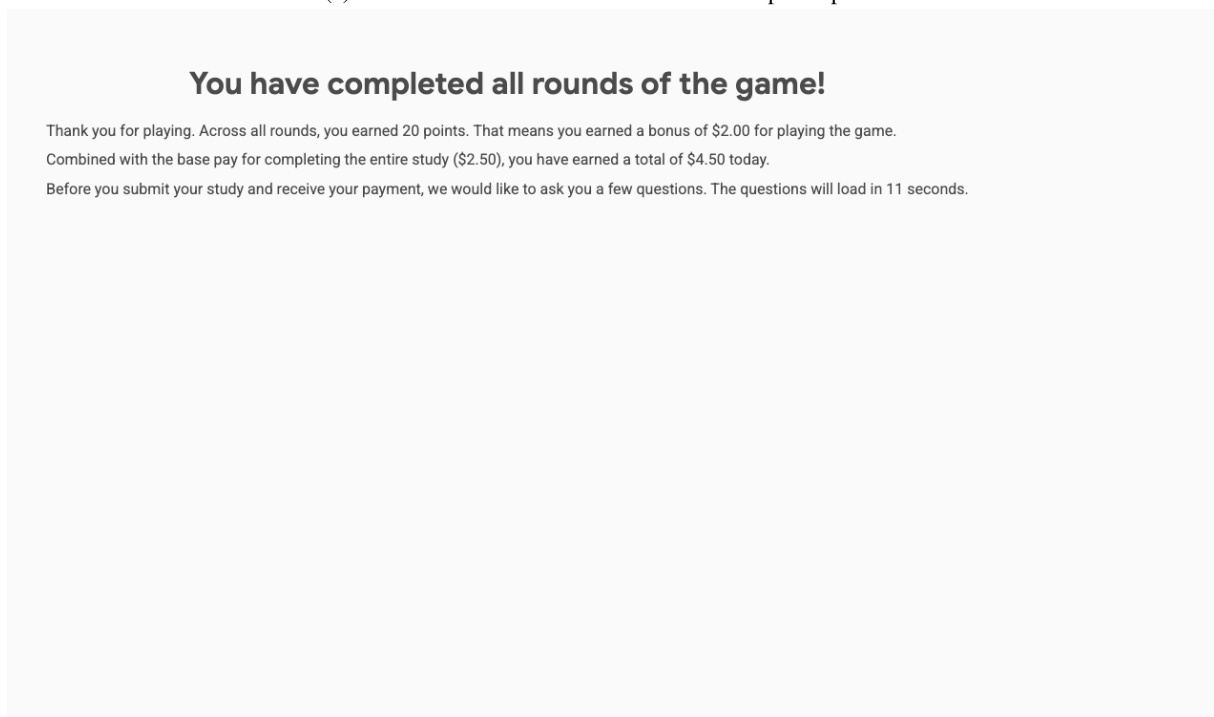 You have completed all rounds of the game!
Thank you for playing. Across all rounds, you earned 20 points. That means you earned a bonus of $2.00 for playing the game.
Combined with the base pay for completing the entire study ($2.50), you have earned a total of $4.50 today.
Before you submit your study and receive your payment, we would like to ask you a few questions. The questions will load in 11 seconds.